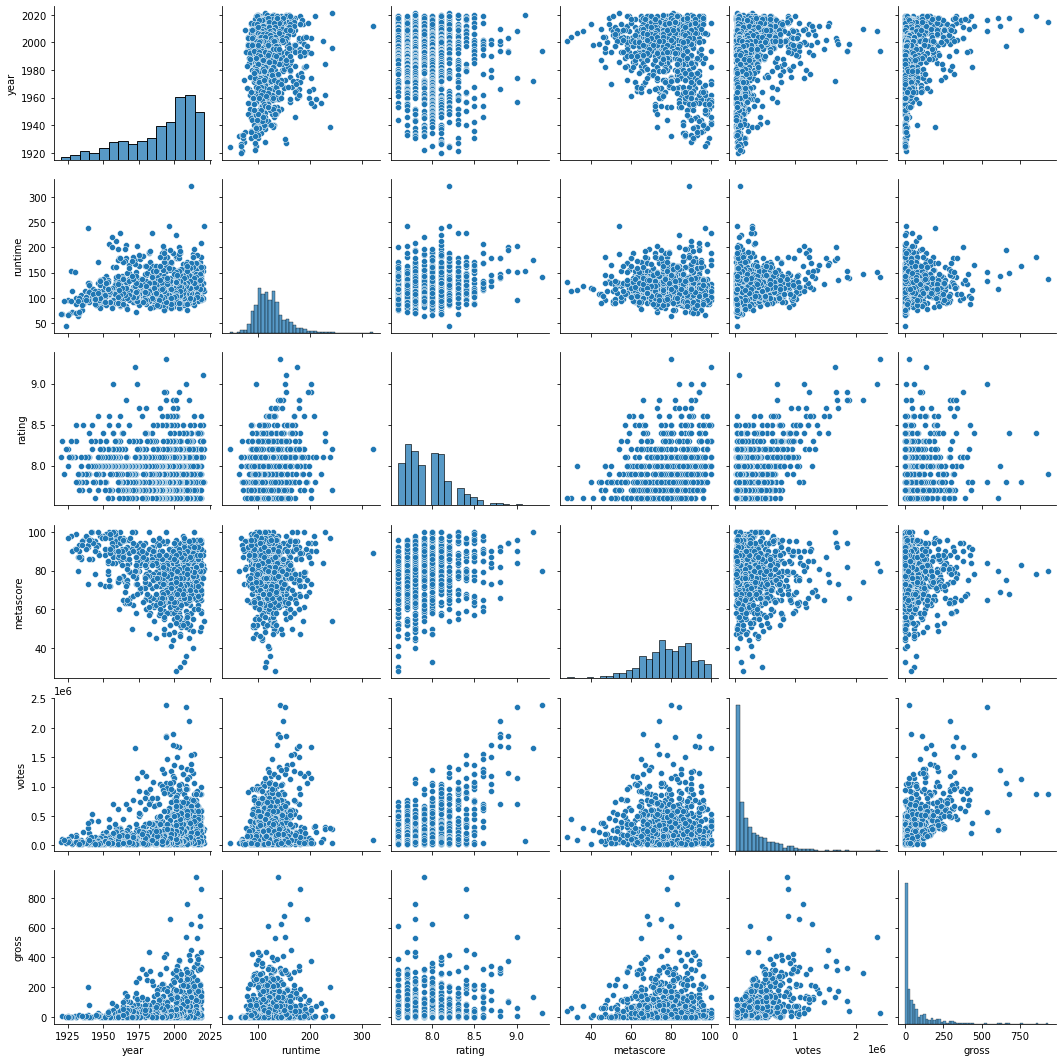 2020
2000
1980
1960
1940
1920
year
300
250
200
150
100
50
runtime
9.0
8.5
8.0
rating
100
80
60
40
metascore
1e6
2.5
2.0
1.5
1.0
0.5
0.0
votes
800
600
400
200
0
gross
1925 1950 1975 2000 2025
100 200 300
8.0 8.5 9.0
40 60 80 100
0 1 2
0 250 500 750
1e6
year runtime rating metascore votes gross